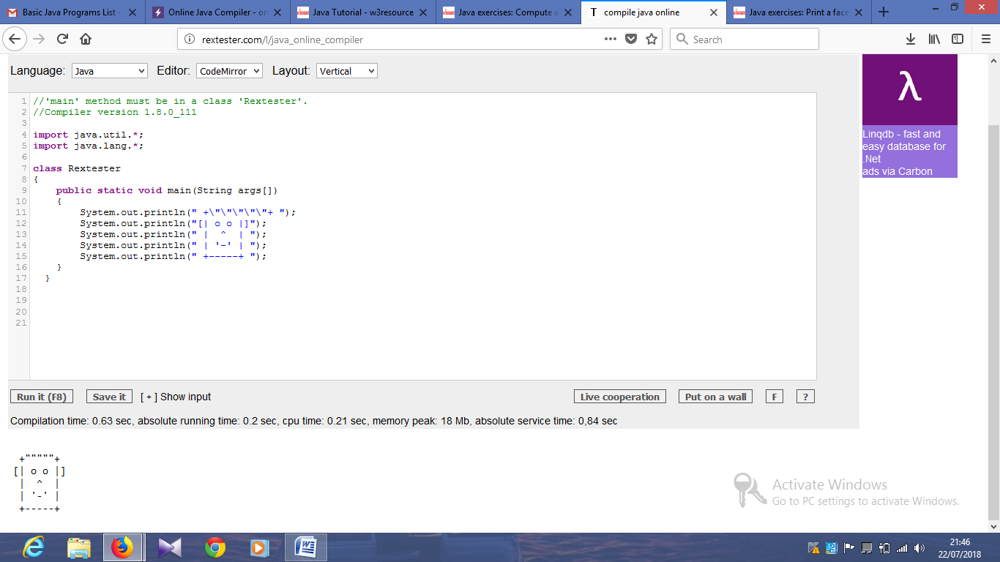 Basic Java Programs List -
Online Java Compiler - on
Java Tutorial - w3resource
Java exercises: Compute a
compile java online
Java exercises: Print a face
rextester.com/l/java_online_compiler
Search
Language: Java Editor: CodeMirror Layout: Vertical
1 //'main' method must be in a class 'Rextester'.
2 //Compiler version 1.8.0_111
3
4 import java.util.*;
5 import java.lang.*;
6
7 class Rextester
8 {
9     public static void main(String args[])
10     {
11         System.out.println(" +\"\"\"\"\"+ ");
12         System.out.println("[| o o |]");
13         System.out.println(" |  ^  | ");
14         System.out.println(" | '-' | ");
15         System.out.println(" +-----+ ");
16     }
17   }
18
19
20
21
λ
Linqdb - fast and
easy database for
.Net
ads via Carbon
Run it (F8) Save it [ + ] Show input Live cooperation Put on a wall F ?
Compilation time: 0.63 sec, absolute running time: 0.2 sec, cpu time: 0.21 sec, memory peak: 18 Mb, absolute service time: 0,84 sec
 +"""""+
[| o o |]
 |  ^  |
 | '-' |
 +-----+
Activate Windows
Go to PC settings to activate Windows.
21:46
22/07/2018